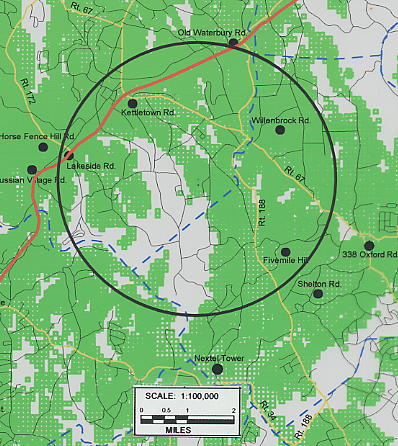 Rt. 67
Old Waterbury Rd.
Rt. 172
Kettletown Rd.
Willenbrock Rd.
Horse Fence Hill Rd.
Lakeside Rd.
ussian Village Rd.
Rt. 67
Rt. 188
338 Oxford Rd.
Fivemile Hill
Shelton Rd.
Nextel Tower
SCALE: 1:100,000
0 0.5 1 2
MILES
Rt. 34
Rt. 188